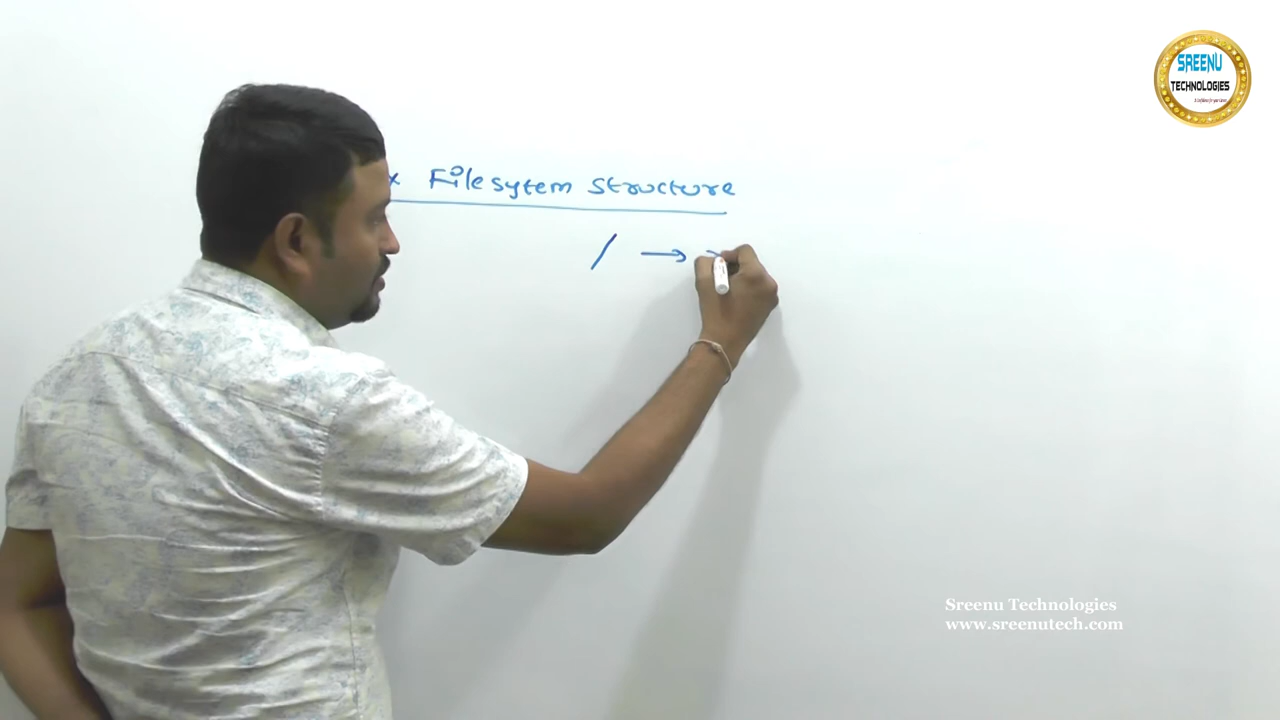 SREENU
TECHNOLOGIES
x Filesytem Structure
/ →
Sreenu Technologies
www.sreenutech.com